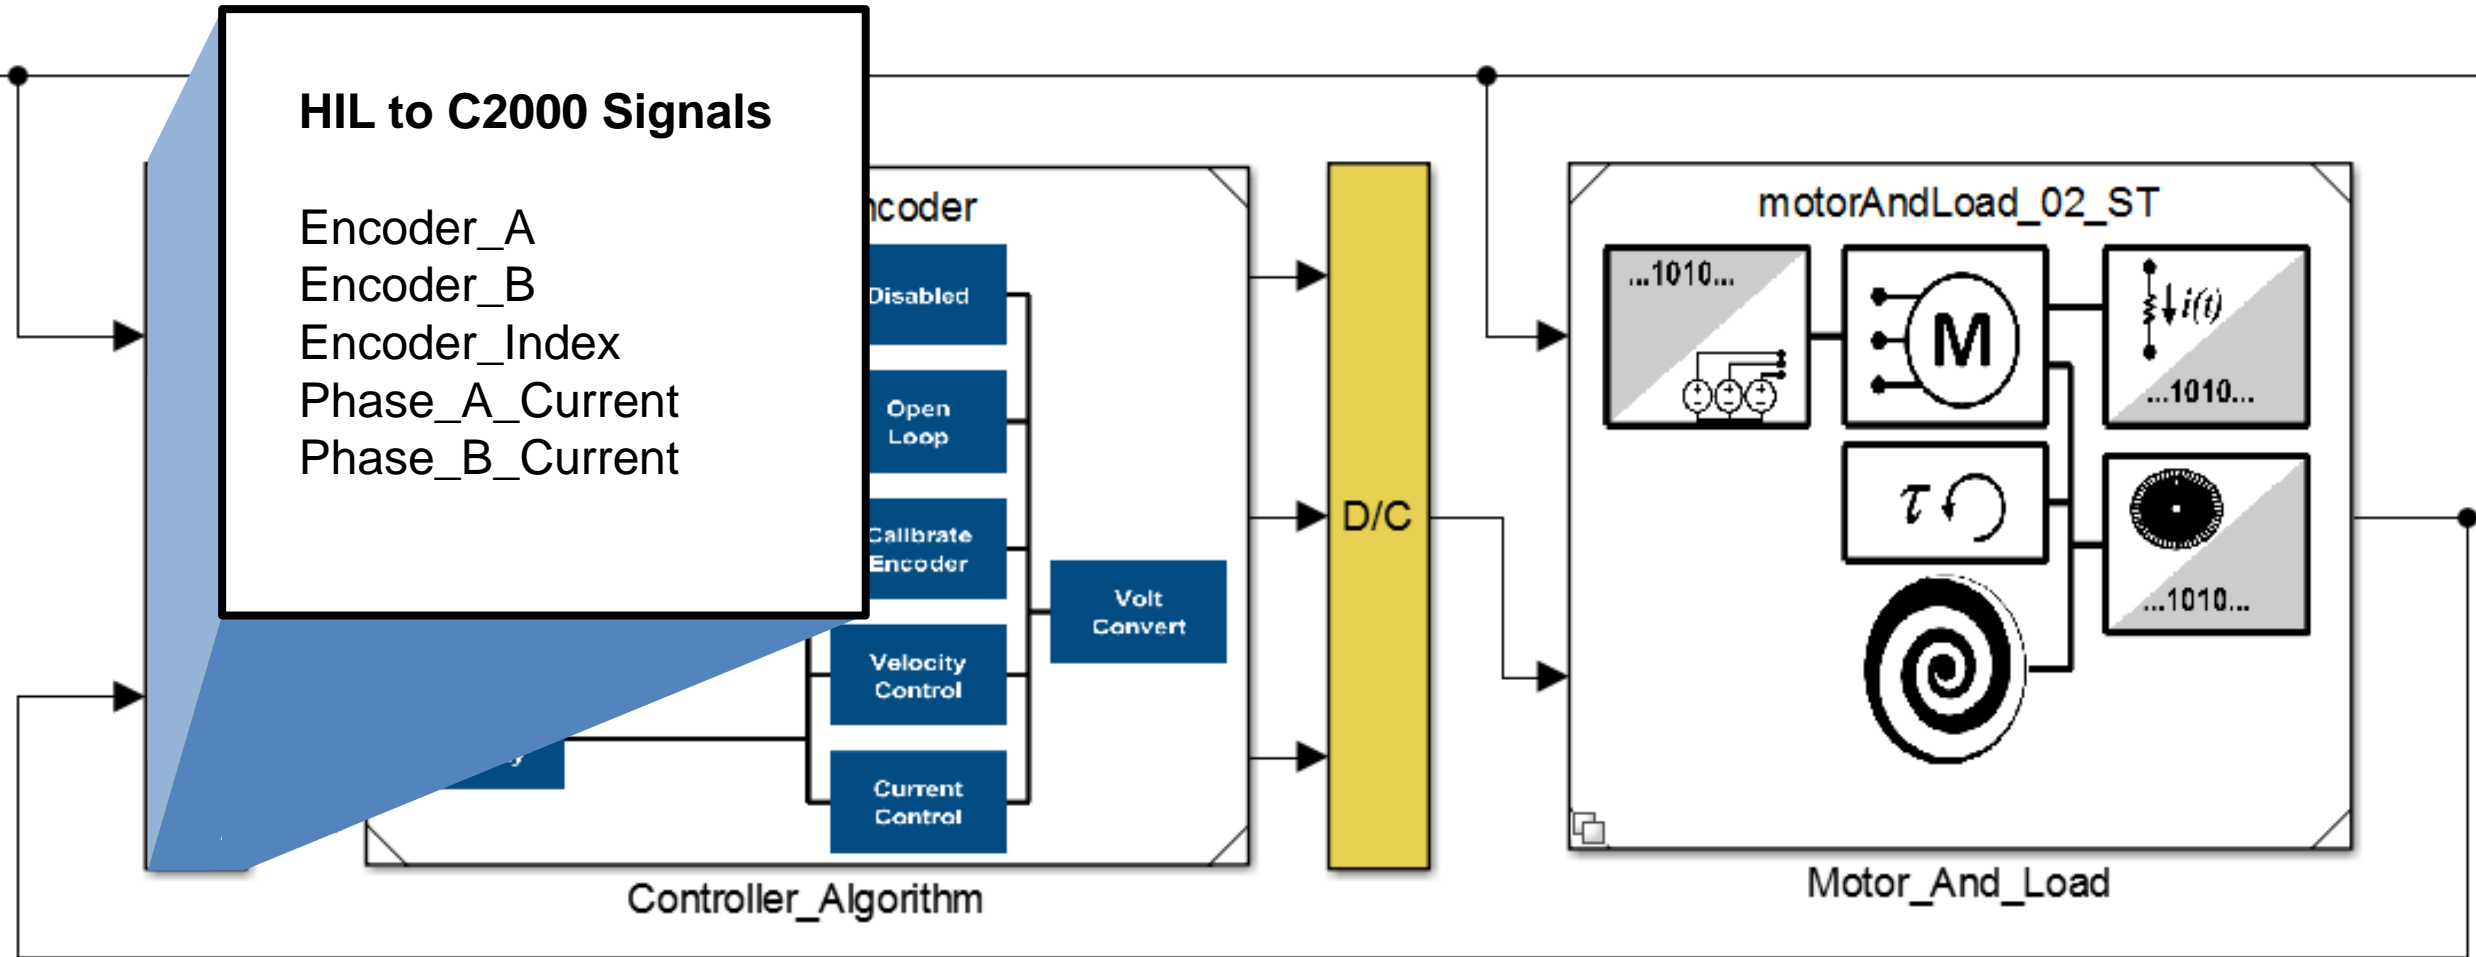 HIL to C2000 Signals
Encoder_A
Encoder_B
Encoder_Index
Phase_A_Current
Phase_B_Current
Disabled
Open
Loop
Calibrate
Encoder
Velocity
Control
Current
Control
Volt
Convert
Controller_Algorithm
D/C
motorAndLoad_02_ST
...1010...
M
i(t)
...1010...
τ
...1010...
Motor_And_Load